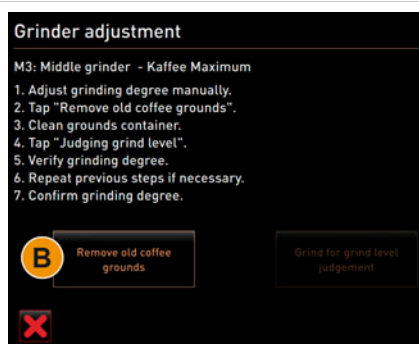 Grinder adjustment
M3: Middle grinder - Kaffee Maximum
1. Adjust grinding degree manually.
2. Tap "Remove old coffee grounds".
3. Clean grounds container.
4. Tap "Judging grind level".
5. Verify grinding degree.
6. Repeat previous steps if necessary.
7. Confirm grinding degree.
B
Remove old coffee
grounds
Grind for grind level
judgement